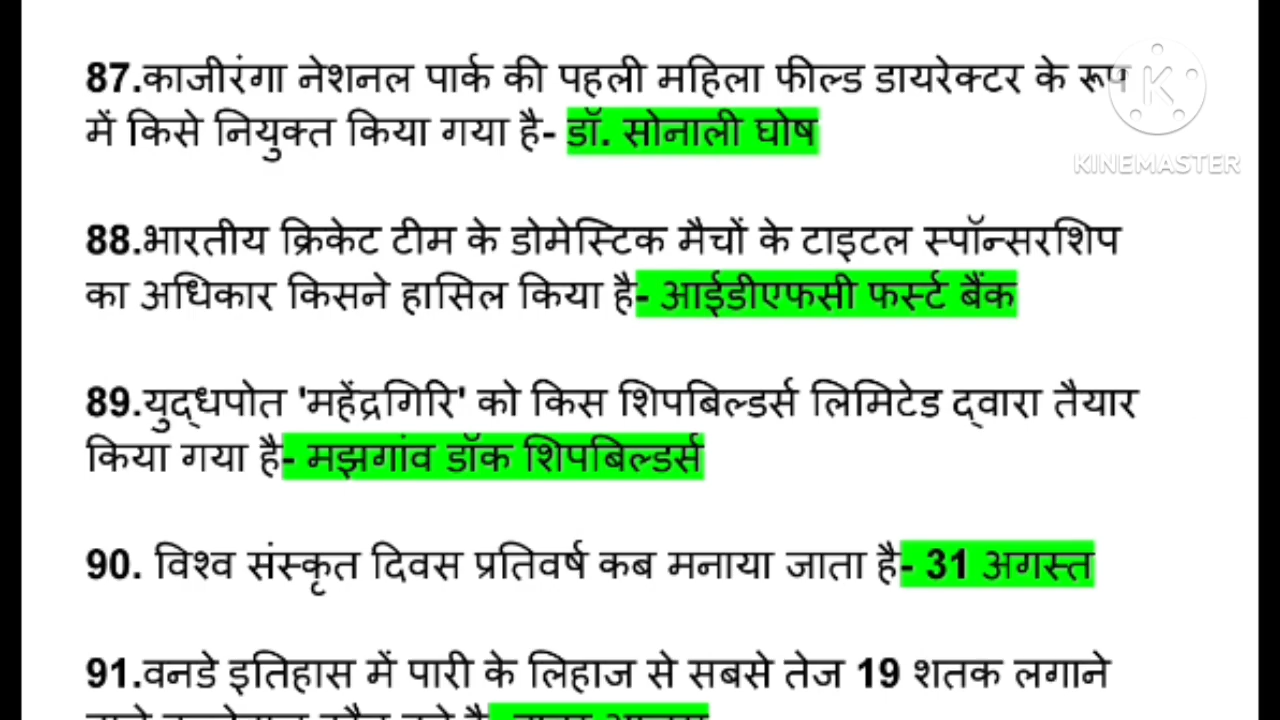 87.काजीरंगा नेशनल पार्क की पहली महिला फील्ड डायरेक्टर के रूप
में किसे नियुक्त किया गया है- डॉ. सोनाली घोष
KINEMASTER
88.भारतीय क्रिकेट टीम के डोमेस्टिक मैचों के टाइटल स्पॉन्सरशिप
का अधिकार किसने हासिल किया है- आईडीएफसी फर्स्ट बैंक
89.युद्धपोत 'महेंद्रगिरि' को किस शिपबिल्डर्स लिमिटेड द्वारा तैयार
किया गया है- मझगांव डॉक शिपबिल्डर्स
90. विश्व संस्कृत दिवस प्रतिवर्ष कब मनाया जाता है- 31 अगस्त
91.वनडे इतिहास में पारी के लिहाज से सबसे तेज 19 शतक लगाने